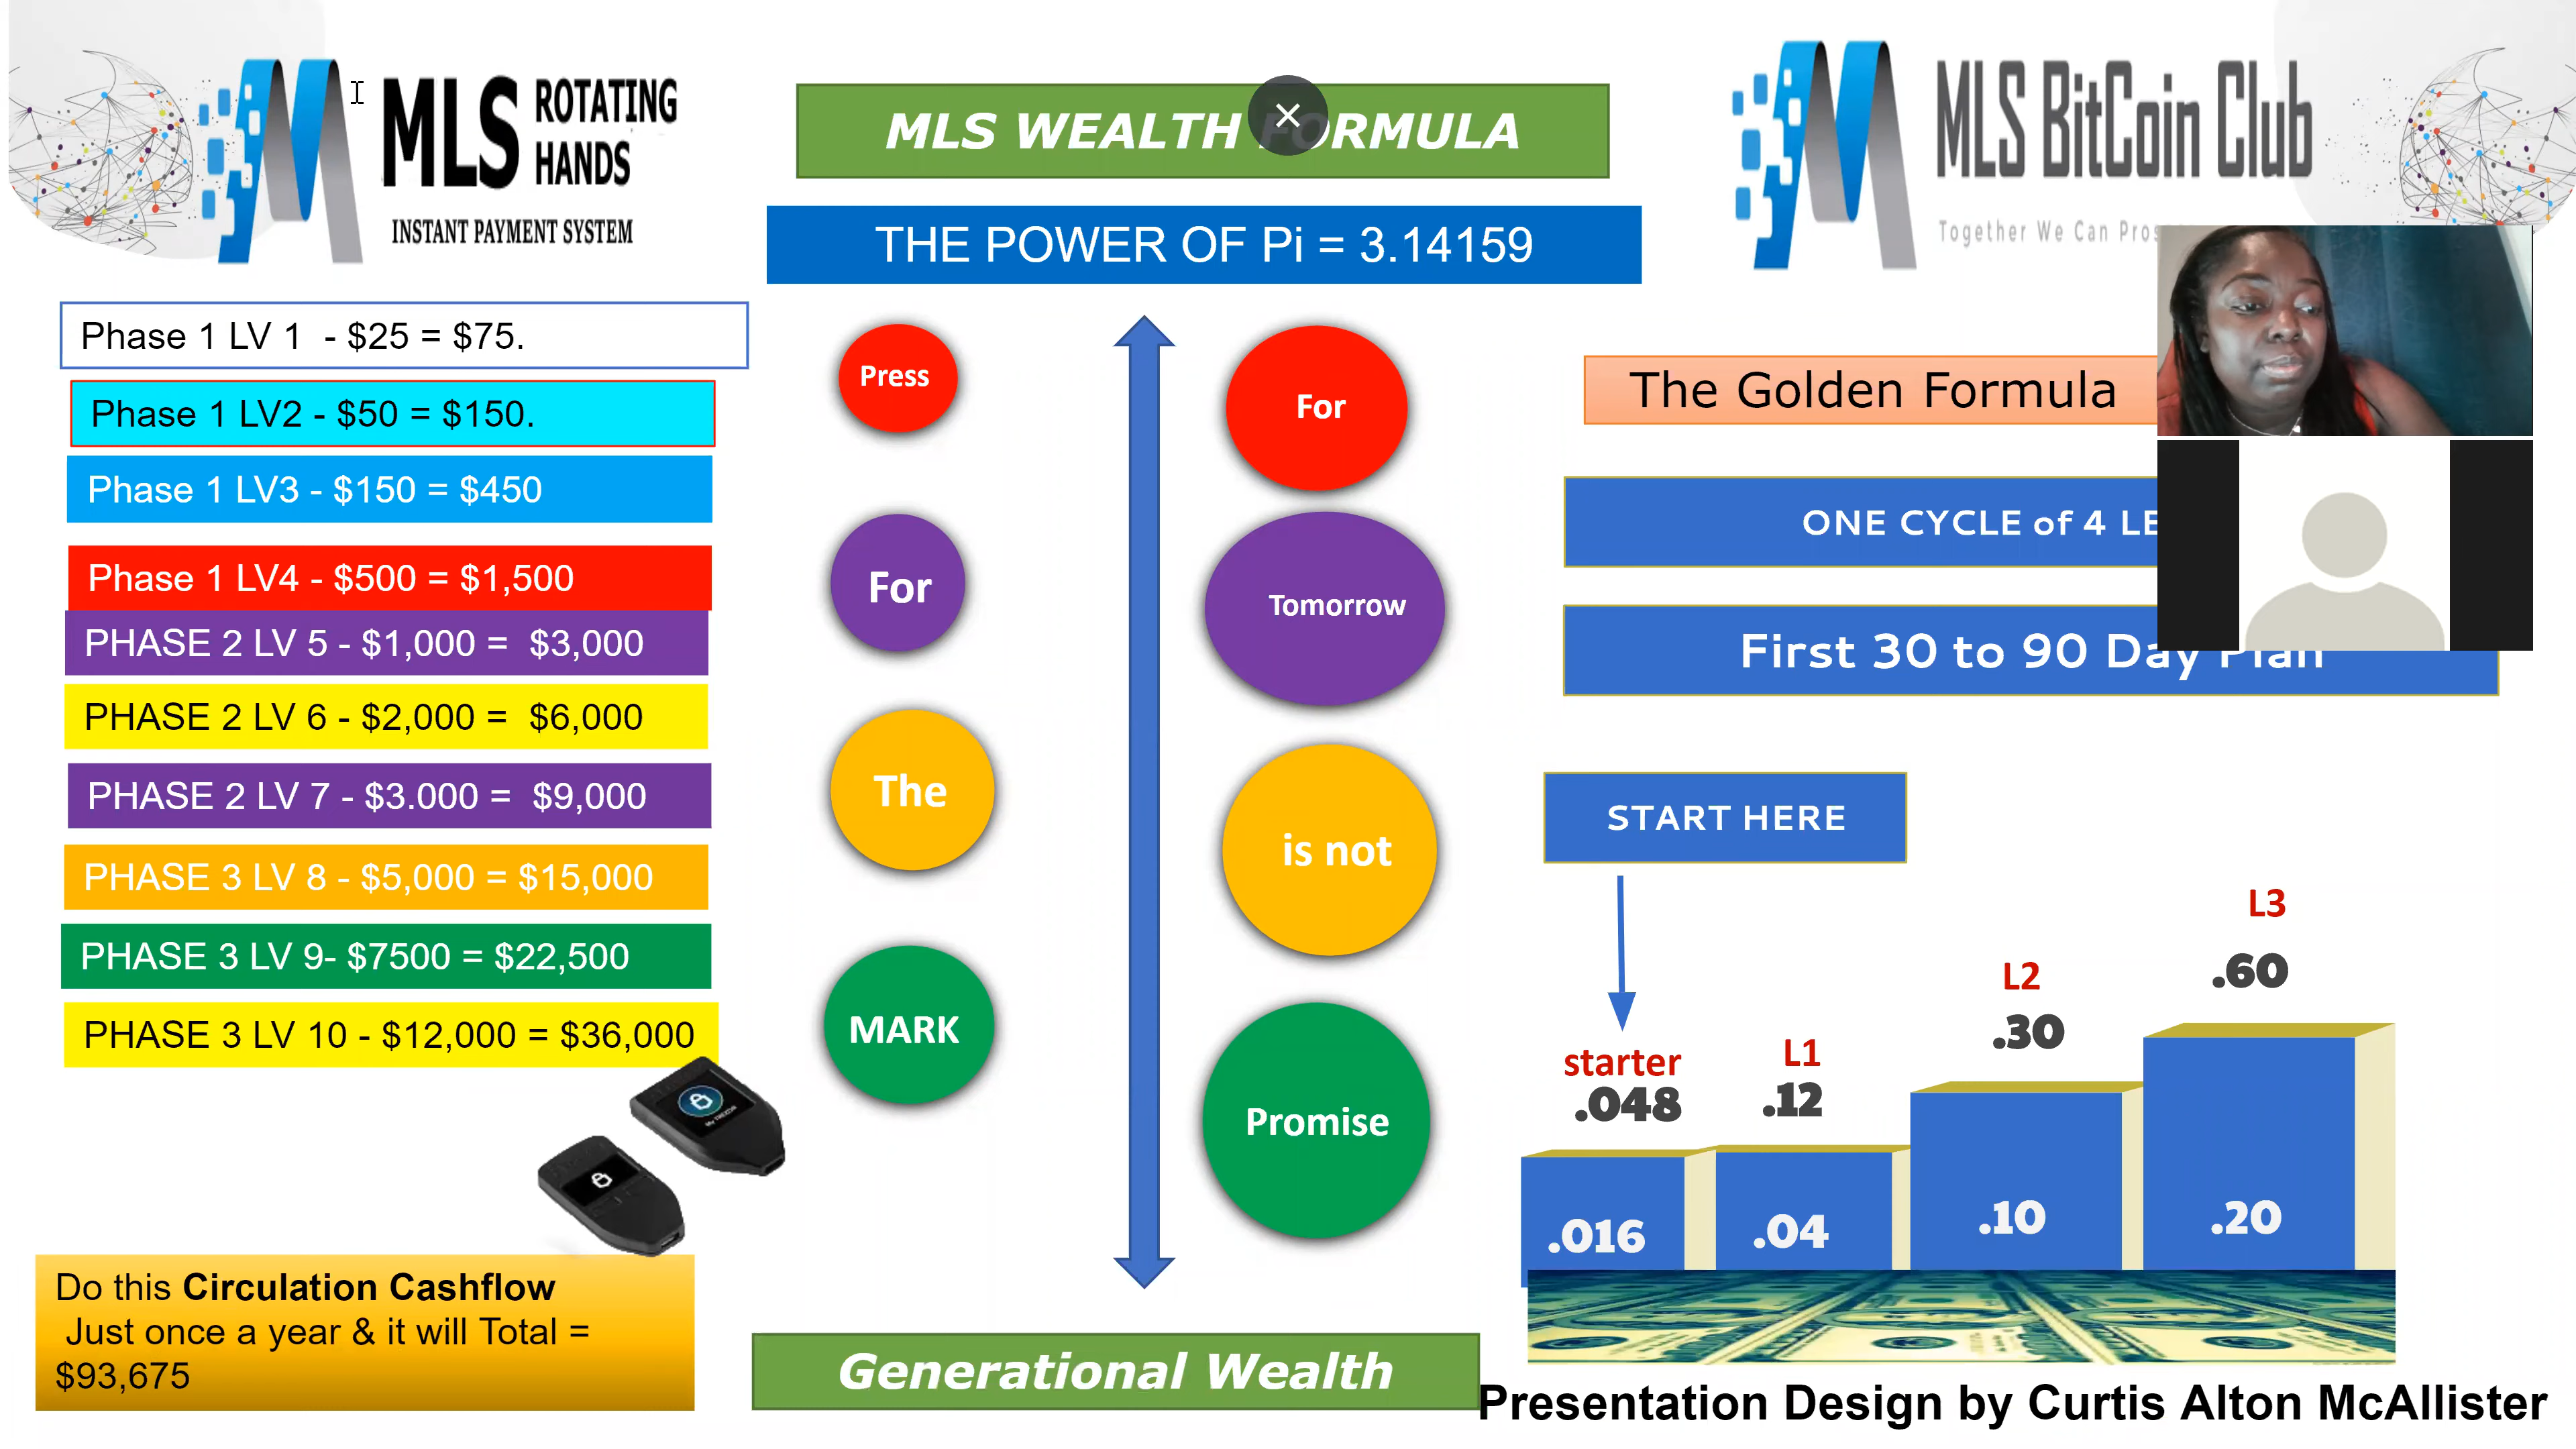 MLS ROTATING
HANDS
INSTANT PAYMENT SYSTEM
MLS WEALTH FORMULA
THE POWER OF Pi = 3.14159
MLS BitCoin Club
Together We Can
Phase 1 LV 1 - $25 = $75.
Phase 1 LV2 - $50 = $150.
Phase 1 LV3 - $150 = $450
Phase 1 LV4 - $500 = $1,500
PHASE 2 LV 5 - $1,000 = $3,000
PHASE 2 LV 6 - $2,000 = $6,000
PHASE 2 LV 7 - $3.000 = $9,000
PHASE 3 LV 8 - $5,000 = $15,000
PHASE 3 LV 9- $7500 = $22,500
PHASE 3 LV 10 - $12,000 = $36,000
Do this Circulation Cashflow
Just once a year & it will Total =
$93,675
Press
For
The
MARK
For
Tomorrow
is not
Promise
Generational Wealth
The Golden Formula
ONE CYCLE of 4
First 30 to 90 Day Plan
START HERE
starter
.048
L1
.12
L2
.30
L3
.60
.016
.04
.10
.20
Presentation Design by Curtis Alton McAllister